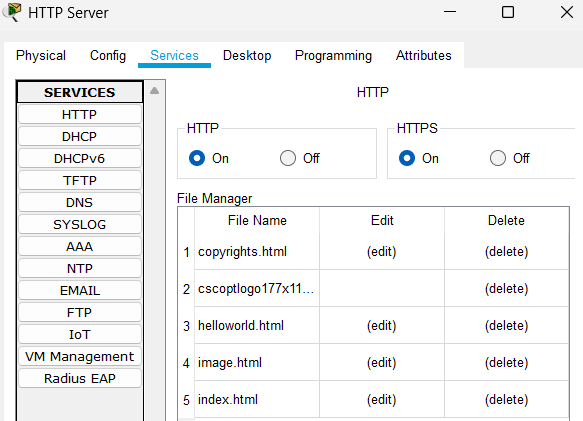 HTTP Server
Physical Config Services Desktop Programming Attributes
SERVICES
HTTP
DHCP
DHCPv6
TFTP
DNS
SYSLOG
AAA
NTP
EMAIL
FTP
IoT
VM Management
Radius EAP
HTTP
HTTP
On Off
HTTPS
On Off
File Manager
File Name Edit Delete
1 copyrights.html (edit) (delete)
2 cscoptlogo177x11... (delete)
3 helloworld.html (edit) (delete)
4 image.html (edit) (delete)
5 index.html (edit) (delete)